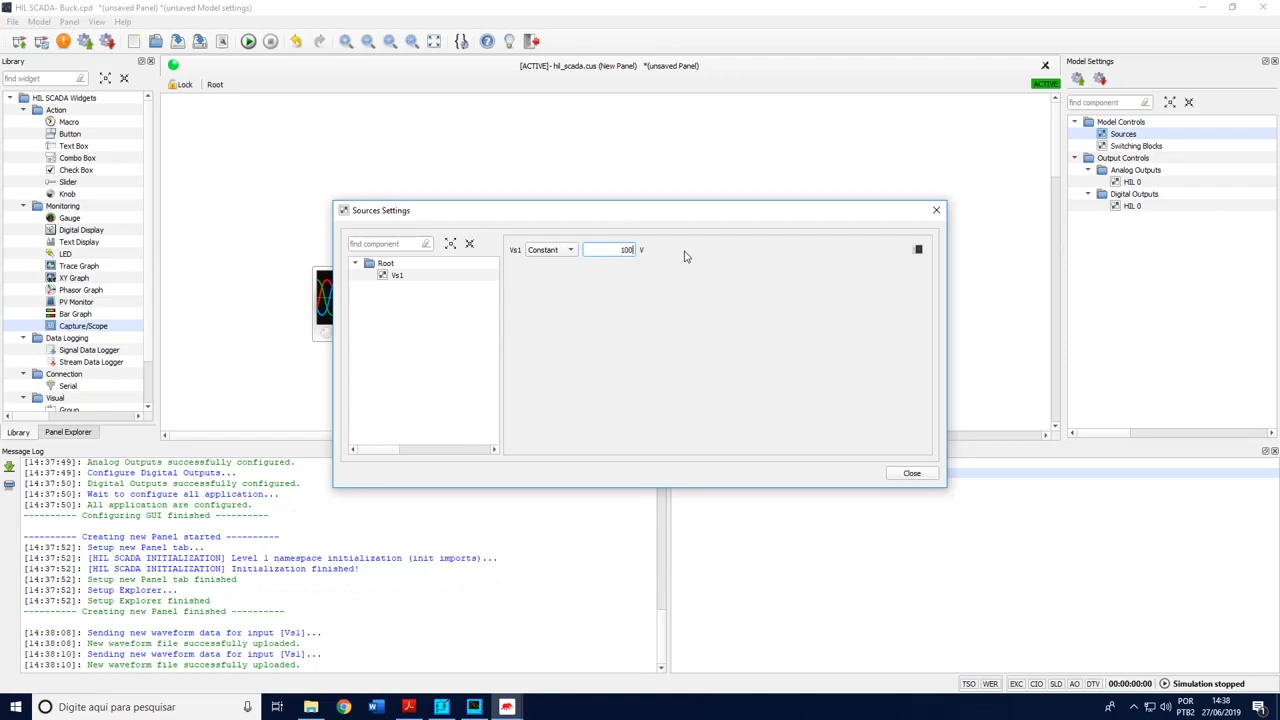 HIL SCADA- Buck.cpd *(unsaved Panel) *(unsaved Model settings)
File Model Panel View Help
Library
[ACTIVE]- hil_scada.cus (New Panel) *(unsaved Panel)
Model Settings
find widget
Lock Root
ACTIVE
find component
HIL SCADA Widgets
Action
Macro
Button
Text Box
Combo Box
Check Box
Slider
Knob
Monitoring
Gauge
Digital Display
Text Display
LED
Trace Graph
XY Graph
Phasor Graph
PV Monitor
Bar Graph
Capture/Scope
Data Logging
Signal Data Logger
Stream Data Logger
Connection
Serial
Visual
Group
Library Panel Explorer
Model Controls
Sources
Switching Blocks
Output Controls
Analog Outputs
HIL 0
Digital Outputs
HIL 0
Sources Settings
find component
Root
Vs1
Vs1 Constant 100 V
Close
Message Log
[14:37:49]: Analog Outputs successfully configured.
[14:37:49]: Configure Digital Outputs...
[14:37:50]: Digital Outputs successfully configured.
[14:37:50]: Wait to configure all application...
[14:37:50]: All application are configured.
---------- Configuring GUI finished ----------
---------- Creating new Panel started ----------
[14:37:52]: Setup new Panel tab...
[14:37:52]: [HIL SCADA INITIALIZATION] Level 1 namespace initialization (init imports)...
[14:37:52]: [HIL SCADA INITIALIZATION] Initialization finished!
[14:37:52]: Setup new Panel tab finished
[14:37:52]: Setup Explorer...
[14:37:52]: Setup Explorer finished
---------- Creating new Panel finished ----------
[14:38:08]: Sending new waveform data for input [Vs1]...
[14:38:08]: New waveform file successfully uploaded.
[14:38:10]: Sending new waveform data for input [Vs1]...
[14:38:10]: New waveform file successfully uploaded.
TSO WER EXC CIO SLD AO DTV 00:00:00:00 Simulation stopped
Digite aqui para pesquisar
POR
PTB2
14:38
27/06/2019